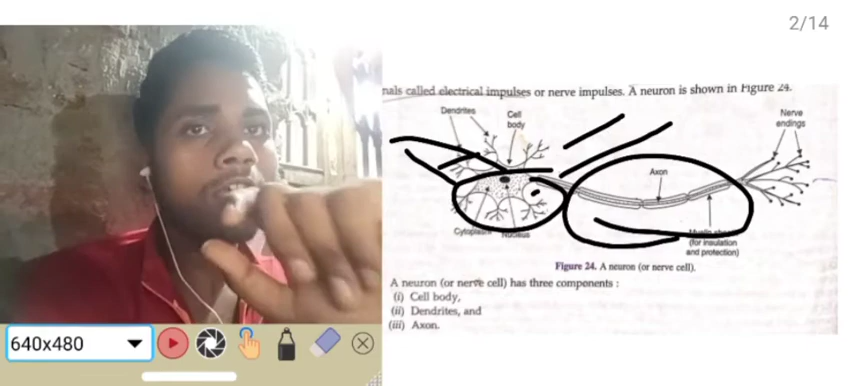 2/14
nals called electrical impulses or nerve impulses. A neuron is shown in Figure 24.
Dendrites
Cell
body
Nerve
endings
Axon
Cytoplasm
Nucleus
(for insulation
and protection)
Figure 24. A neuron (or nerve cell).
A neuron (or nerve cell) has three components :
(i) Cell body,
(ii) Dendrites, and
(iii) Axon.
640x480